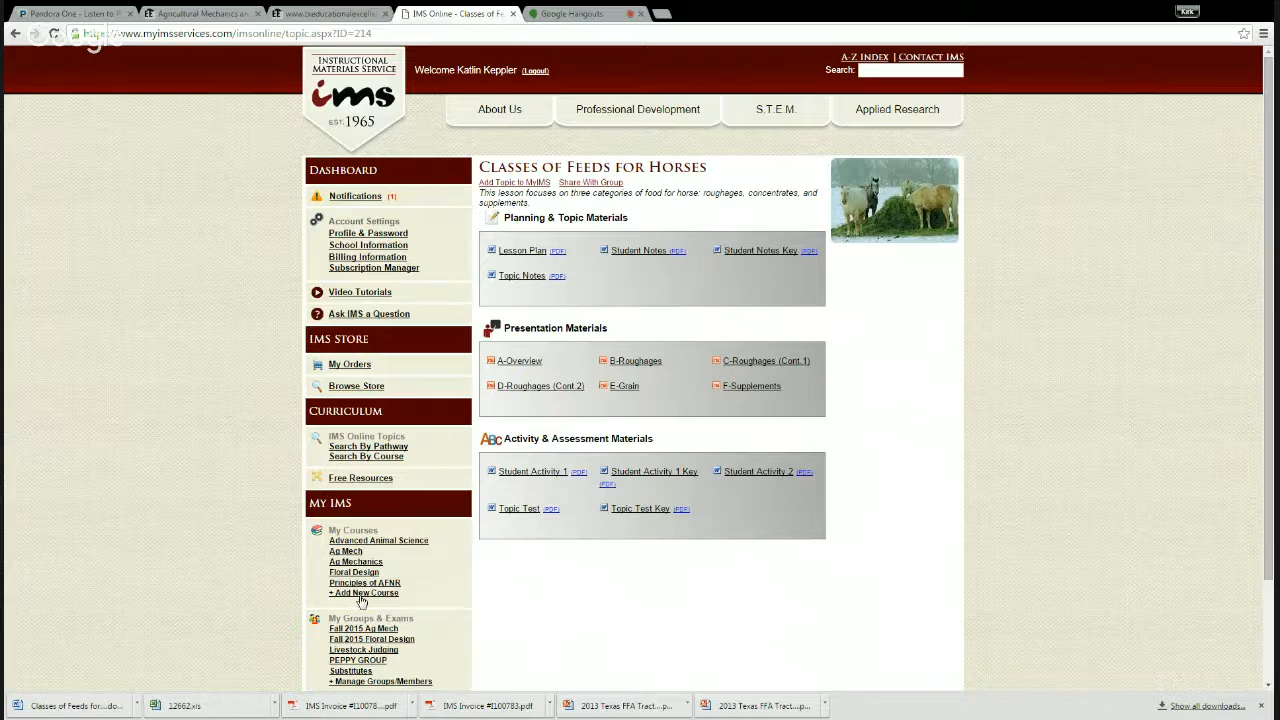 Pandora One - Listen to P
Agricultural Mechanics an
www.txeducationalexcelle
IMS Online - Classes of Fe
Google Hangouts
Kirk
https://www.myimsservices.com/imsonline/topic.aspx?ID=214
Google
INSTRUCTIONAL
MATERIALS SERVICE
ims
EST. 1965
Welcome Katlin Keppler (Logout)
A-Z INDEX | CONTACT IMS
Search:
About Us
Professional Development
S.T.E.M.
Applied Research
DASHBOARD
Notifications (1)
Account Settings
Profile & Password
School Information
Billing Information
Subscription Manager
Video Tutorials
Ask IMS a Question
IMS STORE
My Orders
Browse Store
CURRICULUM
IMS Online Topics
Search By Pathway
Search By Course
Free Resources
MY IMS
My Courses
Advanced Animal Science
Ag Mech
Ag Mechanics
Floral Design
Principles of AFNR
+ Add New Course
My Groups & Exams
Fall 2015 Ag Mech
Fall 2015 Floral Design
Livestock Judging
PEPPY GROUP
Substitutes
+ Manage Groups/Members
CLASSES OF FEEDS FOR HORSES
Add Topic to MyIMS Share With Group
This lesson focuses on three categories of food for horse: roughages, concentrates, and
supplements.
Planning & Topic Materials
Lesson Plan (PDF) Student Notes (PDF) Student Notes Key (PDF)
Topic Notes (PDF)
Presentation Materials
A-Overview B-Roughages C-Roughages (Cont.1)
D-Roughages (Cont.2) E-Grain F-Supplements
ABC Activity & Assessment Materials
Student Activity 1 (PDF) Student Activity 1 Key Student Activity 2 (PDF)
(PDF)
Topic Test (PDF) Topic Test Key (PDF)
Classes of Feeds for....do...
12662.xls
IMS Invoice #I10078....pdf
IMS Invoice #I100783.pdf
2013 Texas FFA Tract....p...
2013 Texas FFA Tract....p...
Show all downloads...